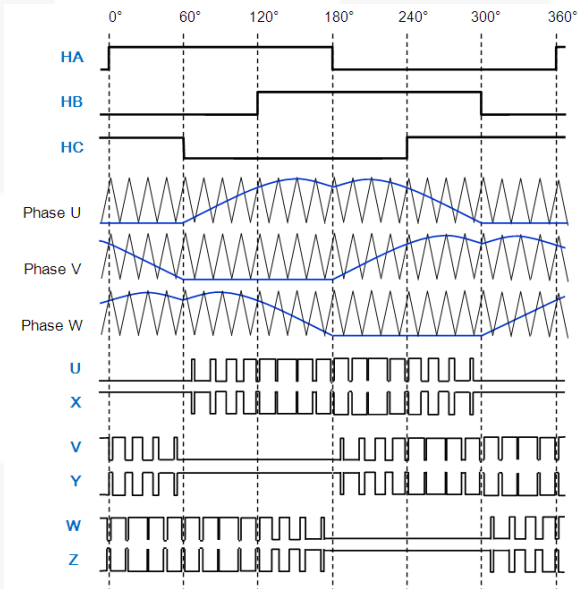 0° 60° 120° 180° 240° 300° 360°
HA
HB
HC
Phase U
Phase V
Phase W
U
X
V
Y
W
Z